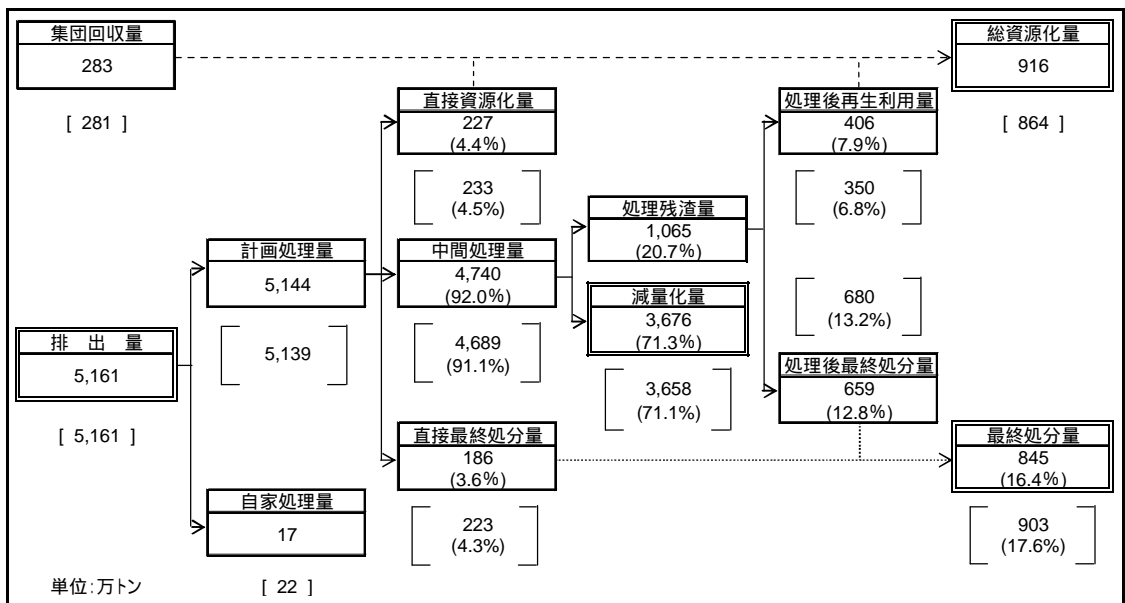 集団回収量
283
[ 281 ]
総資源化量
916
[ 864 ]
直接資源化量
227
(4.4%)
233
(4.5%)
処理後再生利用量
406
(7.9%)
350
(6.8%)
処理残渣量
1,065
(20.7%)
計画処理量
5,144
5,139
中間処理量
4,740
(92.0%)
4,689
(91.1%)
減量化量
3,676
(71.3%)
3,658
(71.1%)
680
(13.2%)
処理後最終処分量
659
(12.8%)
排 出 量
5,161
[ 5,161 ]
直接最終処分量
186
(3.6%)
223
(4.3%)
最終処分量
845
(16.4%)
903
(17.6%)
自家処理量
17
[ 22 ]
単位:万トン